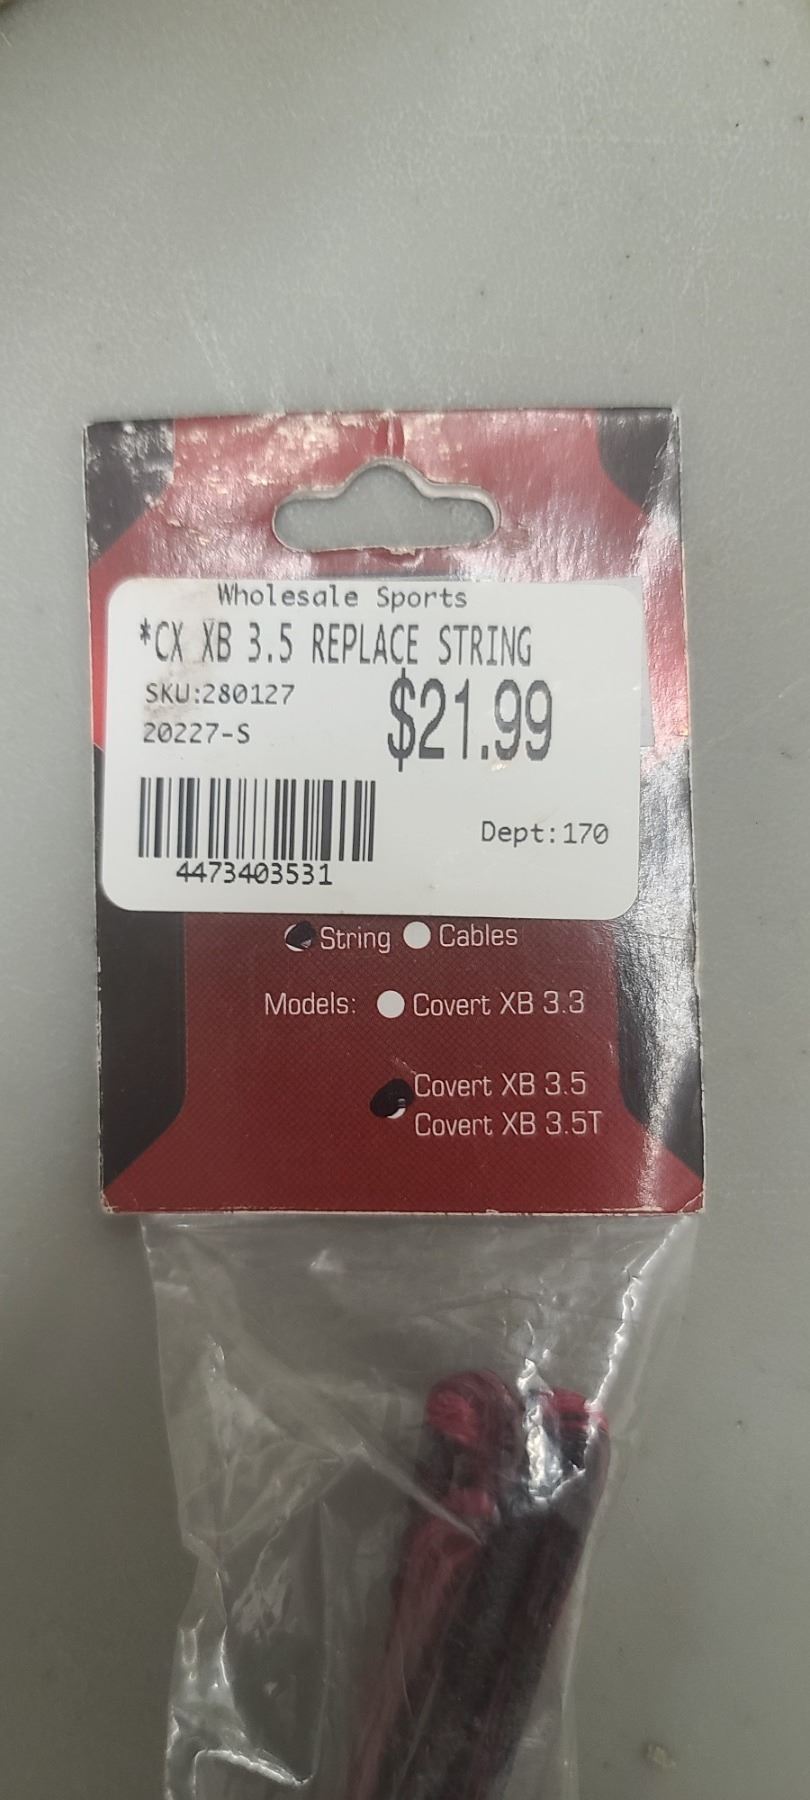 Wholesale Sports
*CX XB 3.5 REPLACE STRING
SKU:280127
$21.99
20227-S
Dept:170
4473403531
String Cables
Models: Covert XB 3.3
Covert XB 3.5
Covert XB 3.5T